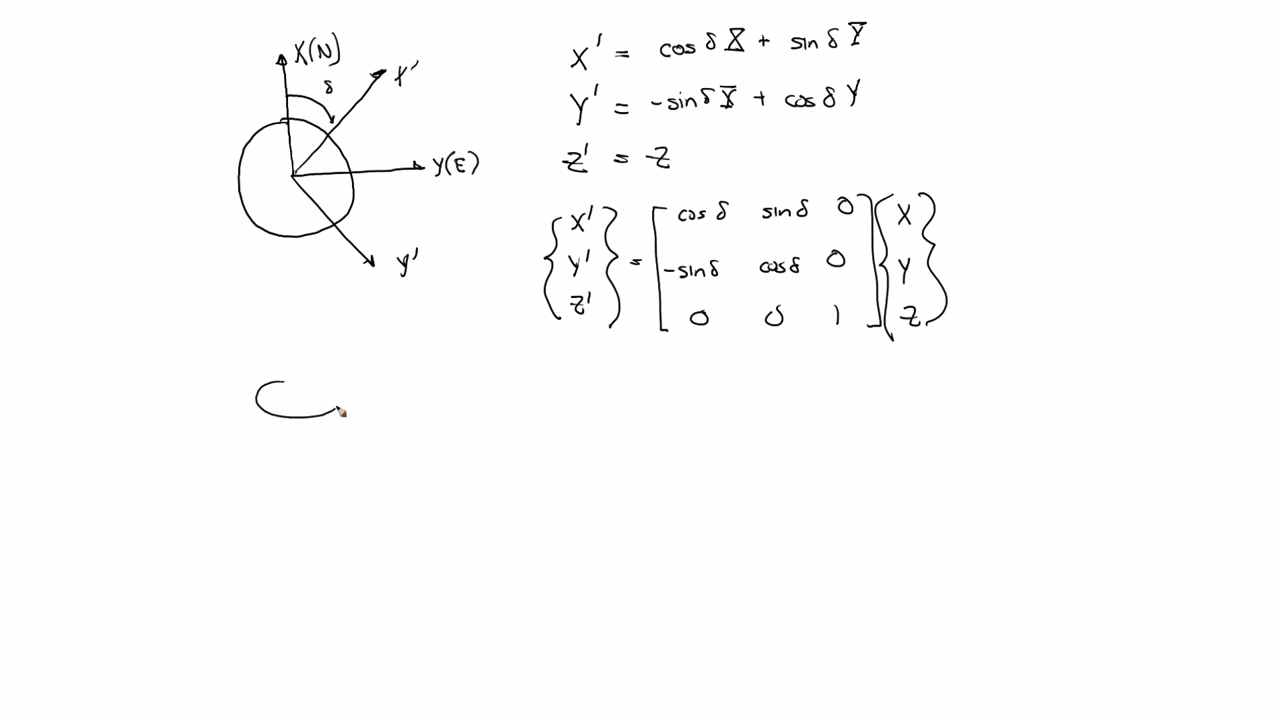 X(N)
δ
X'
Y(E)
Y'
X' = cos δ X + sin δ Y
Y' = -sin δ X + cos δ Y
Z' = Z
{X' Y' Z'} = [cos δ sin δ 0
-sin δ cos δ 0
0 0 1] {X Y Z}